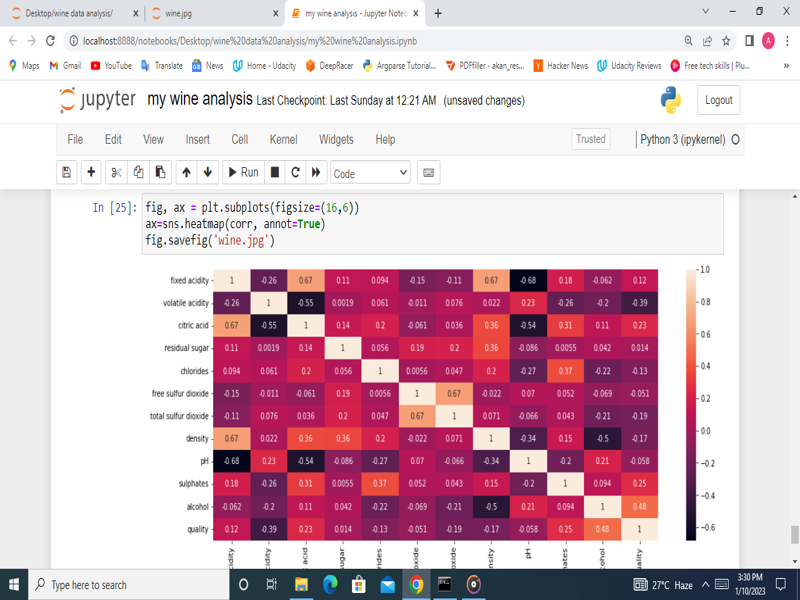 Desktop/wine data analysis/
wine.jpg
my wine analysis - Jupyter Noteb
localhost:8888/notebooks/Desktop/wine%20data%20analysis/my%20wine%20analysis.ipynb
Maps Gmail YouTube Translate News Home - Udacity DeepRacer Argparse Tutorial... PDFfiller - akan_res... Hacker News Udacity Reviews Free tech skills | Plu... »
A
jupyter my wine analysis Last Checkpoint: Last Sunday at 12:21 AM (unsaved changes)
Logout
File Edit View Insert Cell Kernel Widgets Help
Trusted
Python 3 (ipykernel)
Run
Code
In [25]: fig, ax = plt.subplots(figsize=(16,6))
ax=sns.heatmap(corr, annot=True)
fig.savefig('wine.jpg')
fixed acidity 1 -0.26 0.67 0.11 0.094 -0.15 -0.11 0.67 -0.68 0.18 -0.062 0.12
volatile acidity -0.26 1 -0.55 0.0019 0.061 -0.011 0.076 0.022 0.23 -0.26 -0.2 -0.39
citric acid 0.67 -0.55 1 0.14 0.2 -0.061 0.036 0.36 -0.54 0.31 0.11 0.23
residual sugar 0.11 0.0019 0.14 1 0.056 0.19 0.2 0.36 -0.086 0.0055 0.042 0.014
chlorides 0.094 0.061 0.2 0.056 1 0.0056 0.047 0.2 -0.27 0.37 -0.22 -0.13
free sulfur dioxide -0.15 -0.011 -0.061 0.19 0.0056 1 0.67 -0.022 0.07 0.052 -0.069 -0.051
total sulfur dioxide -0.11 0.076 0.036 0.2 0.047 0.67 1 0.071 -0.066 0.043 -0.21 -0.19
density 0.67 0.022 0.36 0.36 0.2 -0.022 0.071 1 -0.34 0.15 -0.5 -0.17
pH -0.68 0.23 -0.54 -0.086 -0.27 0.07 -0.066 -0.34 1 -0.2 0.21 -0.058
sulphates 0.18 -0.26 0.31 0.0055 0.37 0.052 0.043 0.15 -0.2 1 0.094 0.25
alcohol -0.062 -0.2 0.11 0.042 -0.22 -0.069 -0.21 -0.5 0.21 0.094 1 0.48
quality 0.12 -0.39 0.23 0.014 -0.13 -0.051 -0.19 -0.17 -0.058 0.25 0.48 1
1.0
0.8
0.6
0.4
0.2
0.0
-0.2
-0.4
-0.6
cidity cidity acid sugar rides oxide oxide nsity pH hates cohol uality
Type here to search
27°C Haze
3:30 PM
1/10/2023